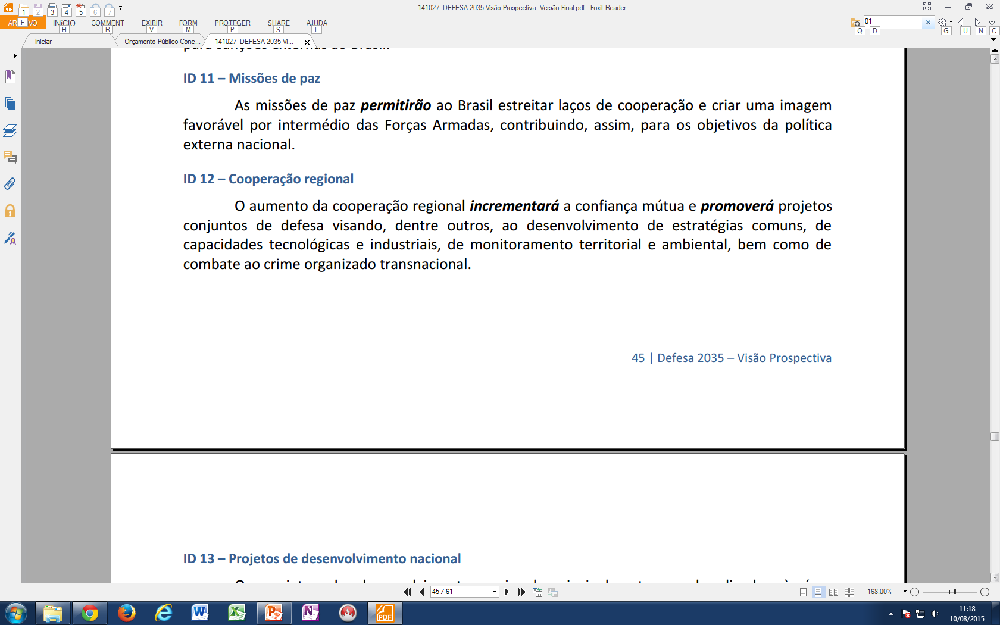 141027_DEFESA 2035 Visão Prospectiva_Versão Final.pdf - Foxit Reader
1 2 3 4 5 6 7
F
INÍCIO COMMENT EXIBIR FORM PROTEGER SHARE AJUDA
01
H R V M P S L
Q D G U N C
Iniciar
Orçamento Público Conc...
141027_DEFESA 2035 Vi...
para sanções externas ao Brasil.
ID 11 – Missões de paz
As missões de paz permitirão ao Brasil estreitar laços de cooperação e criar uma imagem
favorável por intermédio das Forças Armadas, contribuindo, assim, para os objetivos da política
externa nacional.
ID 12 – Cooperação regional
O aumento da cooperação regional incrementará a confiança mútua e promoverá projetos
conjuntos de defesa visando, dentre outros, ao desenvolvimento de estratégias comuns, de
capacidades tecnológicas e industriais, de monitoramento territorial e ambiental, bem como de
combate ao crime organizado transnacional.
45 | Defesa 2035 – Visão Prospectiva
ID 13 – Projetos de desenvolvimento nacional
45 / 61
168.00%
PDF
11:18
10/08/2015